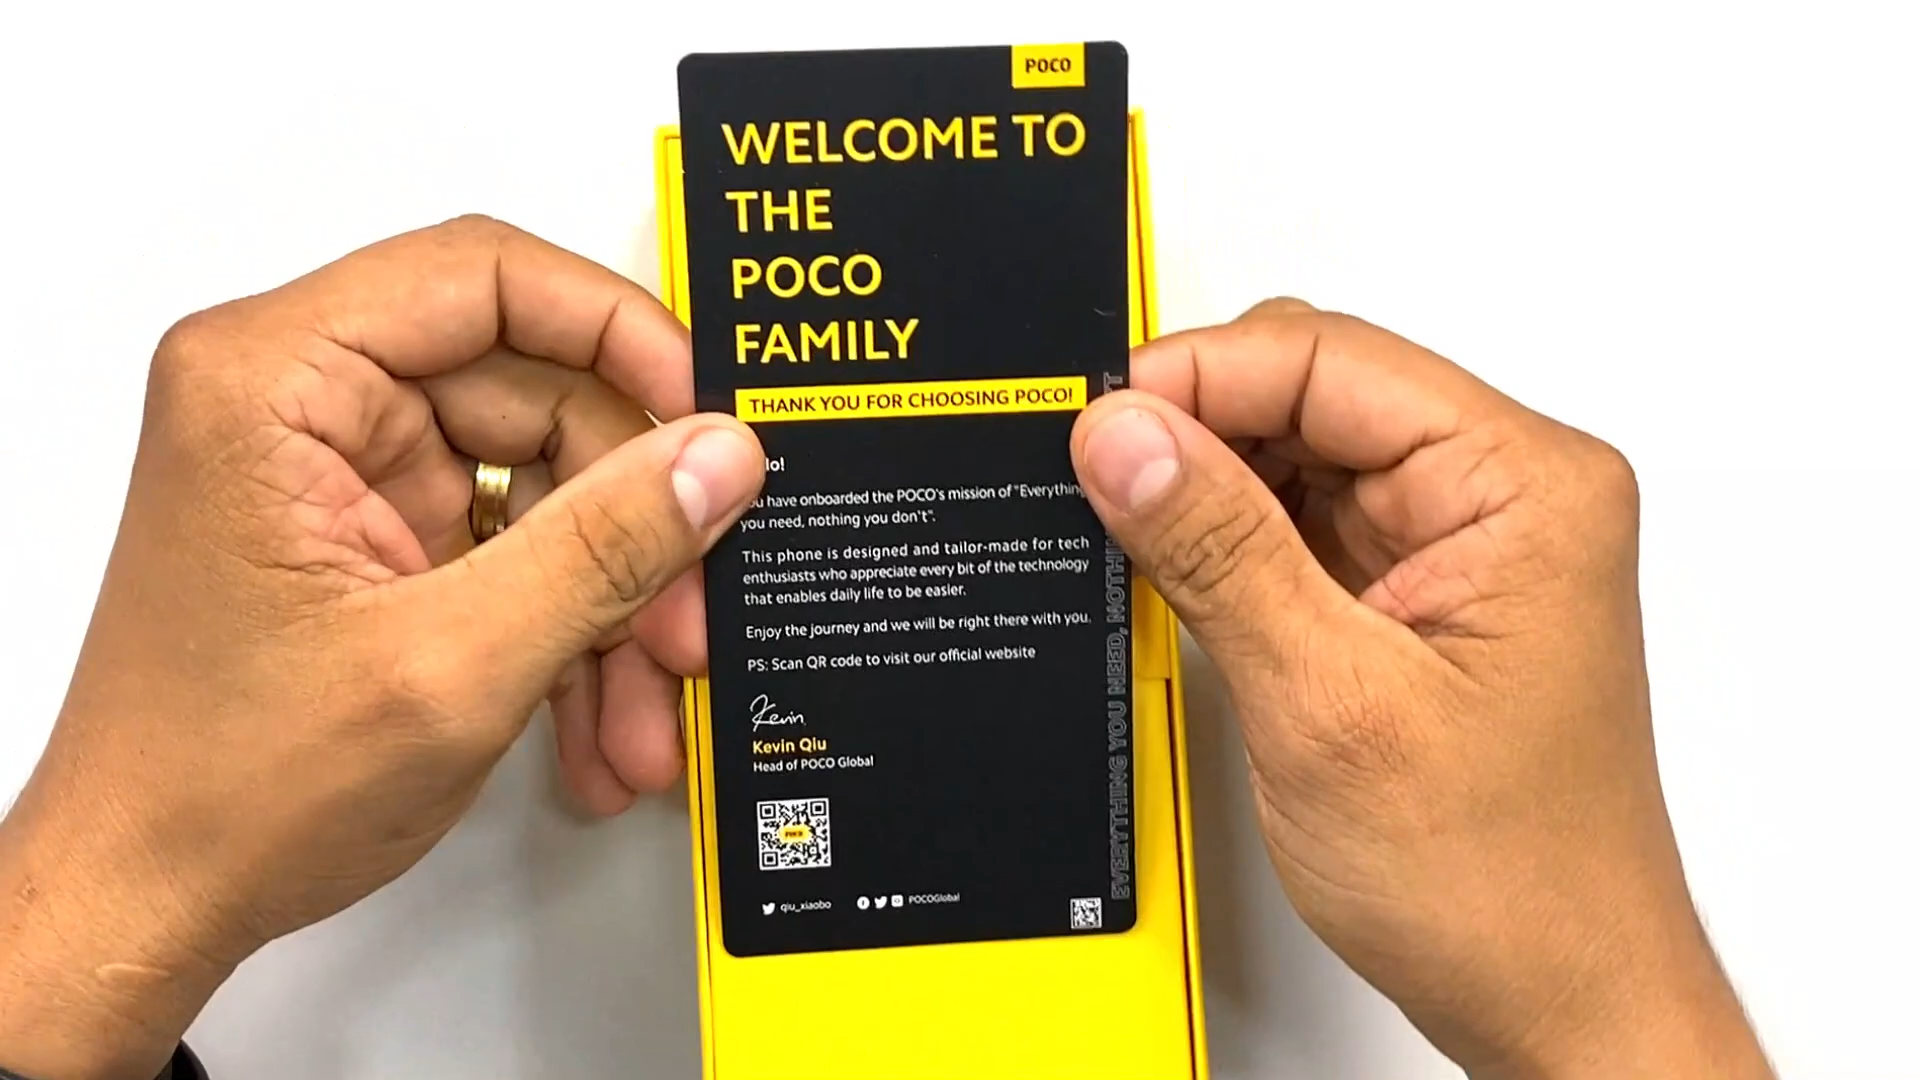 POCO
WELCOME TO
THE
POCO
FAMILY
THANK YOU FOR CHOOSING POCO!
lo!
have onboarded the POCO's mission of "Everything
you need, nothing you don't".
This phone is designed and tailor-made for tech
enthusiasts who appreciate every bit of the technology
that enables daily life to be easier.
Enjoy the journey and we will be right there with you.
PS: Scan QR code to visit our official website
Kevin
Kevin Qiu
Head of POCO Global
POCO
qiu_xiaobo
POCOGlobal
EVERYTHING YOU NEED,